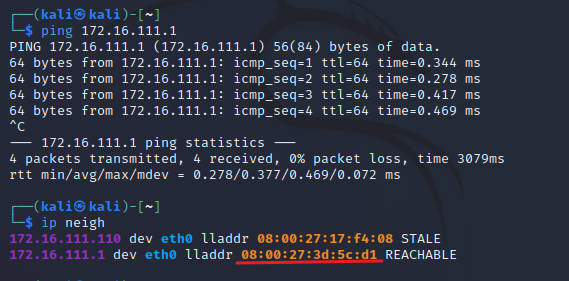 ┌──(kali㉿kali)-[~]
└─$ ping 172.16.111.1
PING 172.16.111.1 (172.16.111.1) 56(84) bytes of data.
64 bytes from 172.16.111.1: icmp_seq=1 ttl=64 time=0.344 ms
64 bytes from 172.16.111.1: icmp_seq=2 ttl=64 time=0.278 ms
64 bytes from 172.16.111.1: icmp_seq=3 ttl=64 time=0.417 ms
64 bytes from 172.16.111.1: icmp_seq=4 ttl=64 time=0.469 ms
^C
--- 172.16.111.1 ping statistics ---
4 packets transmitted, 4 received, 0% packet loss, time 3079ms
rtt min/avg/max/mdev = 0.278/0.377/0.469/0.072 ms
┌──(kali㉿kali)-[~]
└─$ ip neigh
172.16.111.110 dev eth0 lladdr 08:00:27:17:f4:08 STALE
172.16.111.1 dev eth0 lladdr 08:00:27:3d:5c:d1 REACHABLE